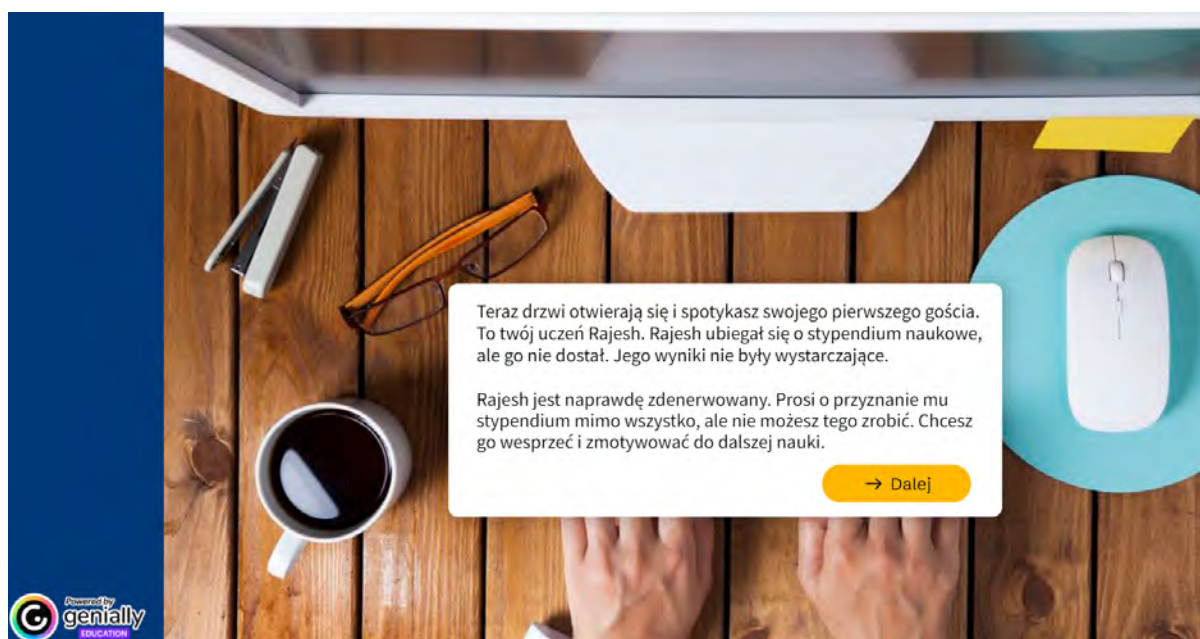 Teraz drzwi otwierają się i spotykasz swojego pierwszego gościa.
To twój uczeń Rajesh. Rajesh ubiegał się o stypendium naukowe,
ale go nie dostał. Jego wyniki nie były wystarczające.
Rajesh jest naprawdę zdenerwowany. Prosi o przyznanie mu
stypendium mimo wszystko, ale nie możesz tego zrobić. Chcesz
go wesprzeć i zmotywować do dalszej nauki.
→ Dalej
Powered by
genially
EDUCATION